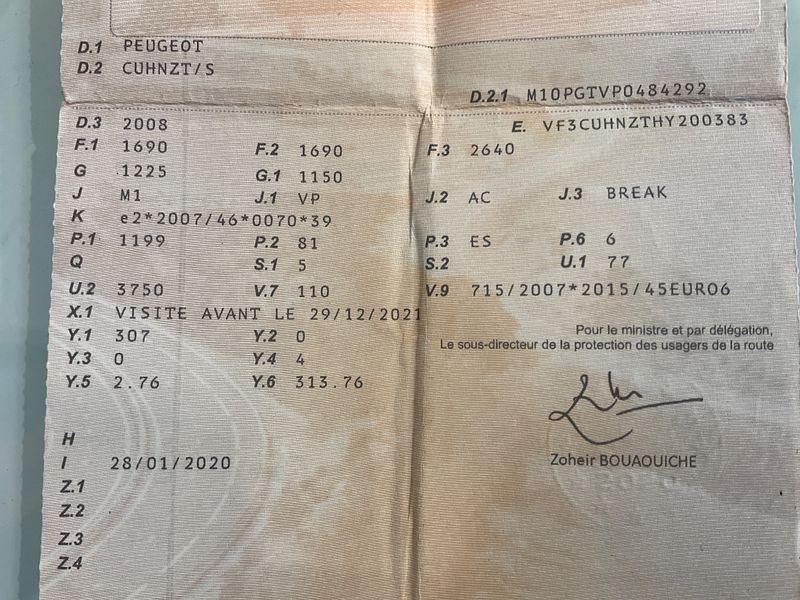 D.1 PEUGEOT
D.2 CUHNZT/S
D.2.1 M10PGTVP0484292
D.3 2008 E. VF3CUHNZTHY200383
F.1 1690 F.2 1690 F.3 2640
G 1225 G.1 1150
J M1 J.1 VP J.2 AC J.3 BREAK
K e2*2007/46*0070*39
P.1 1199 P.2 81 P.3 ES P.6 6
Q S.1 5 S.2 U.1 77
U.2 3750 V.7 110 V.9 715/2007*2015/45EURO6
X.1 VISITE AVANT LE 29/12/2021
Y.1 307 Y.2 0
Y.3 0 Y.4 4
Y.5 2.76 Y.6 313.76
Pour le ministre et par délégation,
Le sous-directeur de la protection des usagers de la route
Zoheir BOUAOUICHE
H
I 28/01/2020
Z.1
Z.2
Z.3
Z.4